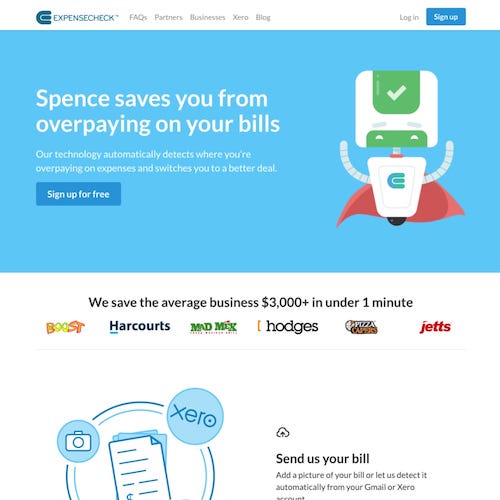 EXPENSECHECK™ FAQs Partners Businesses Xero Blog Log in Sign up
Spence saves you from
overpaying on your bills
Our technology automatically detects where you're
overpaying on expenses and switches you to a better deal.
Sign up for free
We save the average business $3,000+ in under 1 minute
BOOST Harcourts MAD MEX hodges PIZZA CAPERS jetts
xero
Send us your bill
Add a picture of your bill or let us detect it
automatically from your Gmail or Xero
account